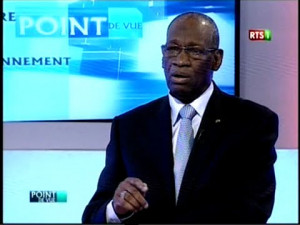 RE
POINT
DE VUE
NNEMENT
RTS1
POINT
DE VUE